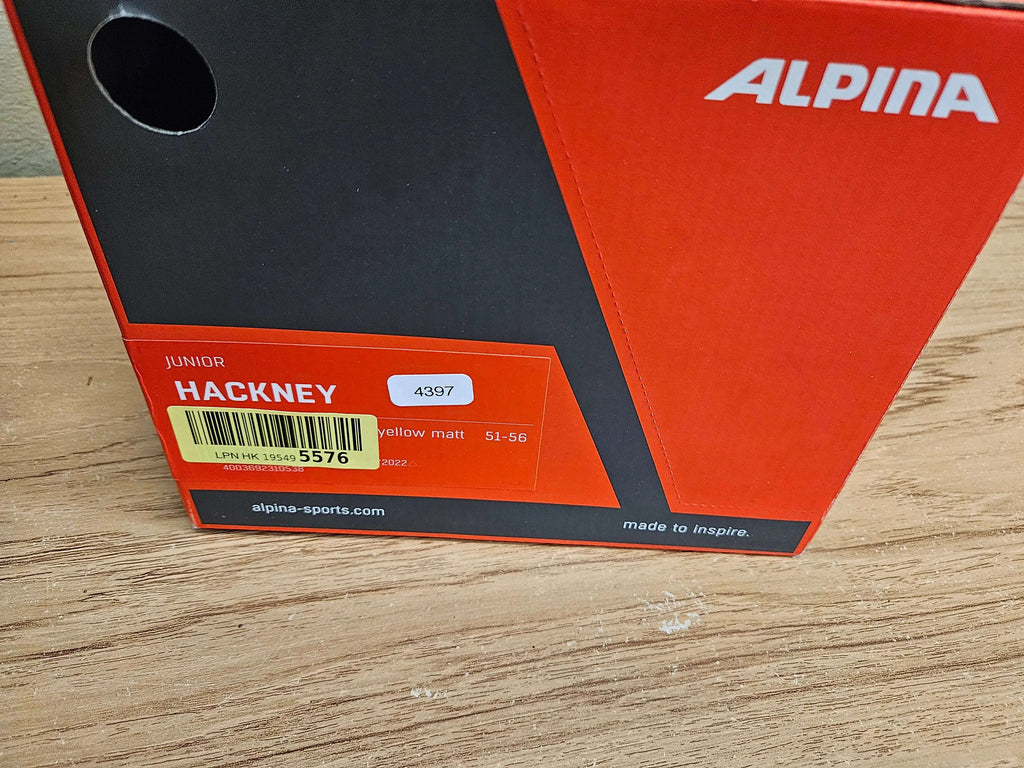 ALPINA
JUNIOR
HACKNEY
4397
yellow matt 51-56
LPN HK 19549 5576
/2022
4003692310538
alpina-sports.com
made to inspire.